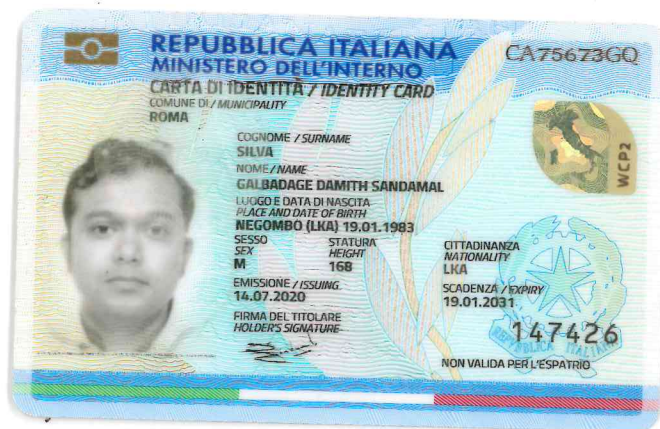 REPUBBLICA ITALIANA
MINISTERO DELL'INTERNO
CA75673GQ
CARTA DI IDENTITÀ / IDENTITY CARD
COMUNE DI / MUNICIPALITY
ROMA
COGNOME / SURNAME
SILVA
NOME / NAME
GALBADAGE DAMITH SANDAMAL
LUOGO E DATA DI NASCITA
PLACE AND DATE OF BIRTH
NEGOMBO (LKA) 19.01.1983
SESSO
SEX
M
STATURA
HEIGHT
168
CITTADINANZA
NATIONALITY
LKA
EMISSIONE / ISSUING
14.07.2020
SCADENZA / EXPIRY
19.01.2031
FIRMA DEL TITOLARE
HOLDER'S SIGNATURE
147426
NON VALIDA PER L'ESPATRIO
WCP2